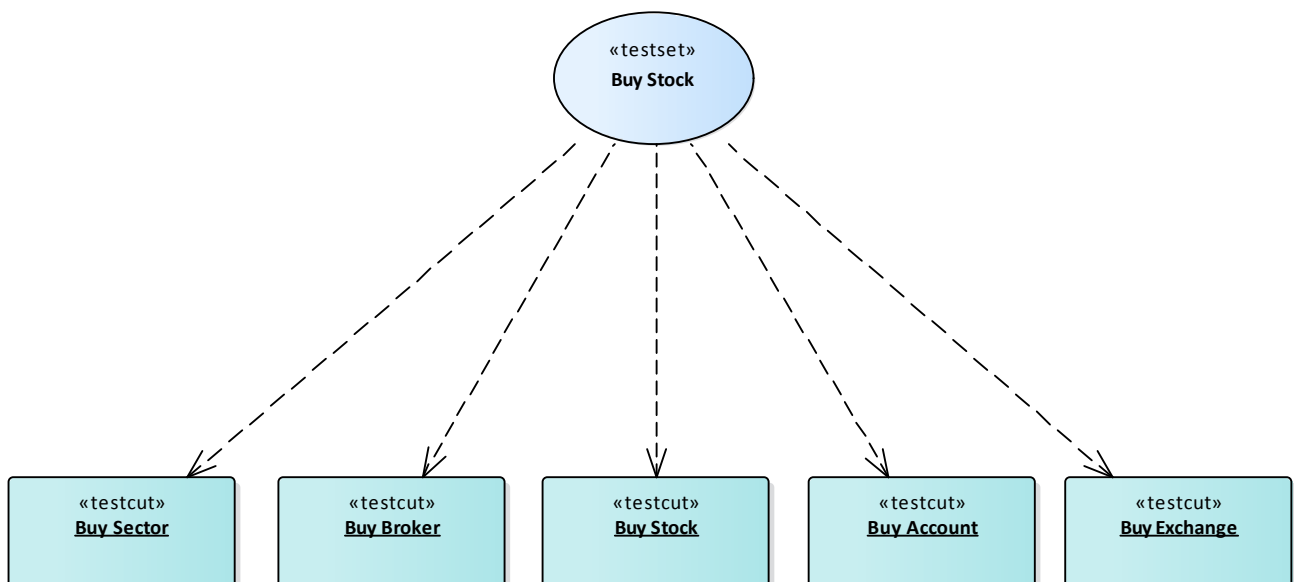 «testset»
Buy Stock
«testcut»
Buy Sector
«testcut»
Buy Broker
«testcut»
Buy Stock
«testcut»
Buy Account
«testcut»
Buy Exchange